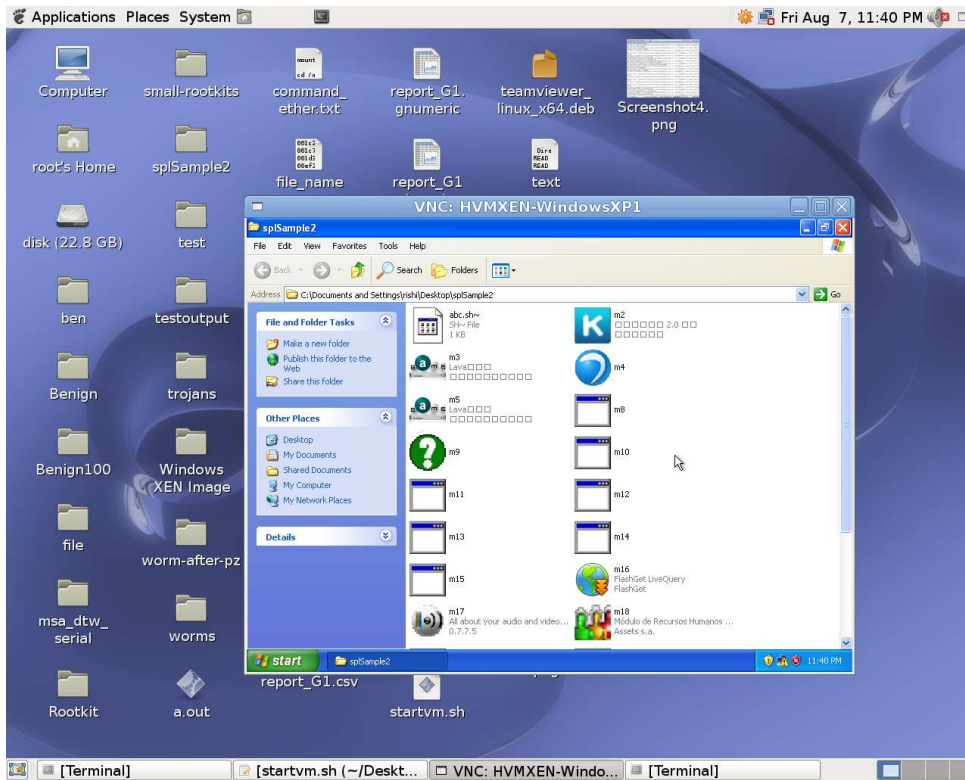 Applications Places System
Fri Aug 7, 11:40 PM
Computer
small-rootkits
command_
ether.txt
report_G1.
gnumeric
teamviewer_
linux_x64.deb
Screenshot4.
png
mount
cd /n
root's Home
splSample2
file_name
report_G1
text
Dire
READ
READ
disk (22.8 GB)
test
ben
testoutput
Benign
trojans
Benign100
Windows
XEN Image
file
worm-after-pz
msa_dtw_
serial
worms
Rootkit
a.out
report_G1.csv
startvm.sh
VNC: HVMXEN-WindowsXP1
splSample2
File Edit View Favorites Tools Help
Back
Search
Folders
Address
C:\Documents and Settings\rishi\Desktop\splSample2
Go
File and Folder Tasks
Make a new folder
Publish this folder to the
Web
Share this folder
Other Places
Desktop
My Documents
Shared Documents
My Computer
My Network Places
Details
abc.sh~
SH~ File
1 KB
K
m2
□□□□□□ 2.0 □□
□□□□□□
m3
Lava□□□
□□□□□□□□□□
m4
m5
Lava□□□
□□□□□□□□□□
m8
m9
m10
m11
m12
m13
m14
m15
m16
FlashGet LiveQuery
FlashGet
m17
All about your audio and video...
0.7.7.5
m18
Módulo de Recursos Humanos ...
Assets s.a.
start
splSample2
11:40 PM
[Terminal]
[startvm.sh (~/Deskt...
VNC: HVMXEN-Windo...
[Terminal]